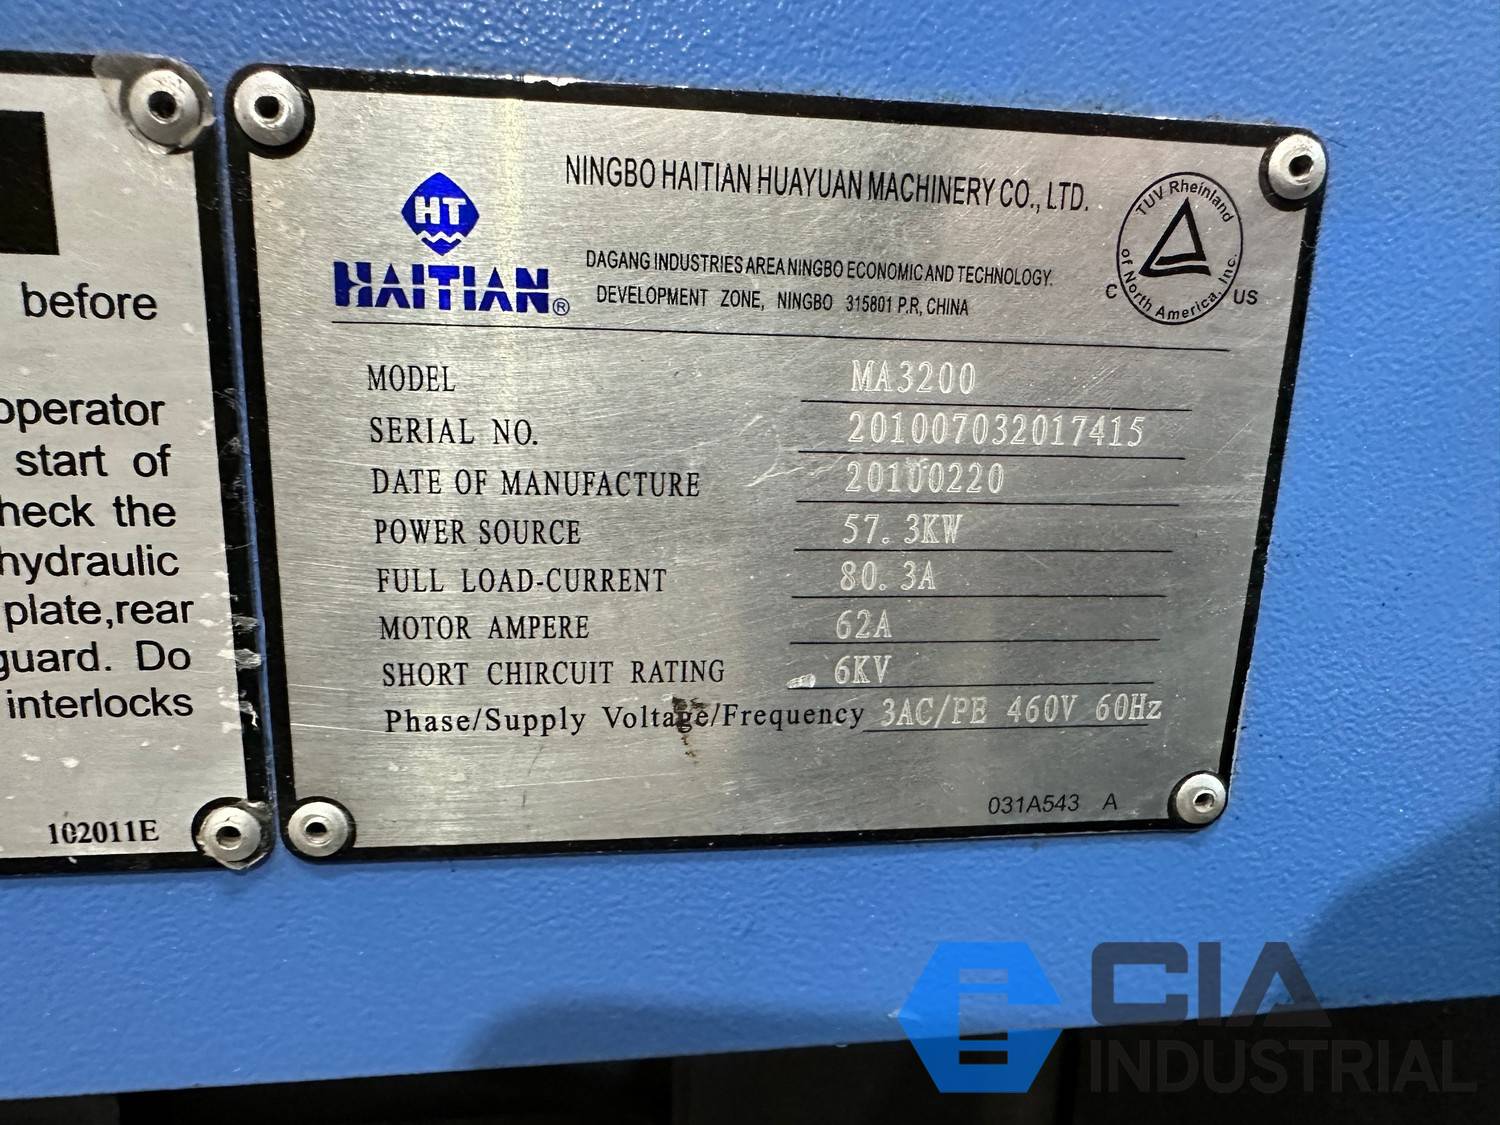 before
operator
start of
check the
hydraulic
plate,rear
guard. Do
interlocks
102011E
HT
HAITIAN®
NINGBO HAITIAN HUAYUAN MACHINERY CO., LTD.
DAGANG INDUSTRIES AREA NINGBO ECONOMIC AND TECHNOLOGY.
DEVELOPMENT ZONE, NINGBO 315801 P.R, CHINA
TUV Rheinland
of North America, Inc.
C US
MODEL MA3200
SERIAL NO. 201007032017415
DATE OF MANUFACTURE 20100220
POWER SOURCE 57.3KW
FULL LOAD-CURRENT 80.3A
MOTOR AMPERE 62A
SHORT CHIRCUIT RATING 6KV
Phase/Supply Voltage/Frequency 3AC/PE 460V 60Hz
031A543 A
CIA
INDUSTRIAL